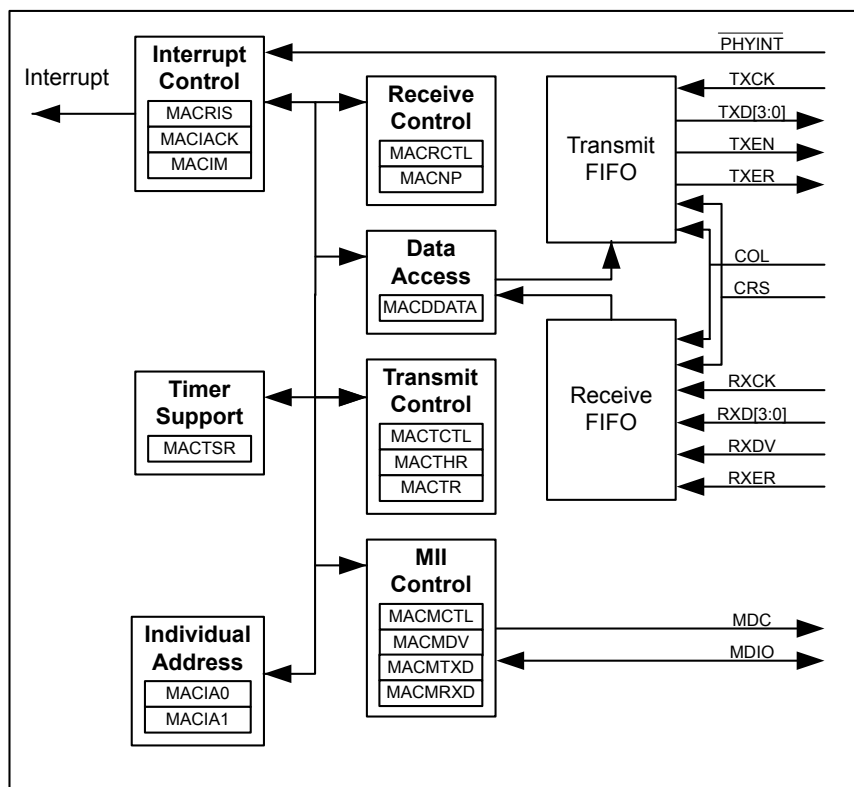 Interrupt
Interrupt
Control
MACRIS
MACIACK
MACIM
Receive
Control
MACRCTL
MACNP
Data
Access
MACDDATA
Timer
Support
MACTSR
Transmit
Control
MACTCTL
MACTHR
MACTR
Individual
Address
MACIA0
MACIA1
MII
Control
MACMCTL
MACMDV
MACMTXD
MACMRXD
Transmit
FIFO
Receive
FIFO
PHYINT
TXCK
TXD[3:0]
TXEN
TXER
COL
CRS
RXCK
RXD[3:0]
RXDV
RXER
MDC
MDIO